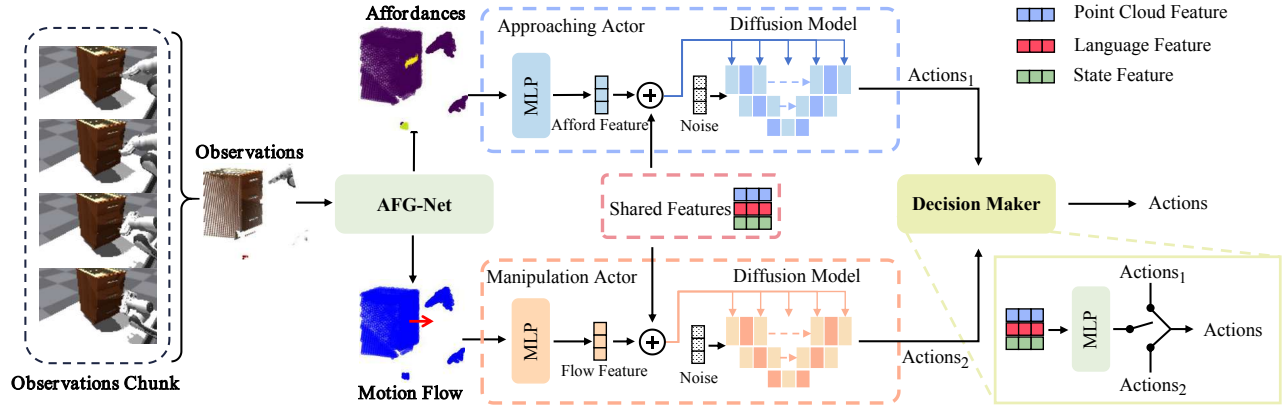 Affordances
Approaching Actor
Diffusion Model
MLP
Afford Feature
Noise
Actions1
Point Cloud Feature
Language Feature
State Feature
Observations
AFG-Net
Shared Features
Decision Maker
Actions
Manipulation Actor
Diffusion Model
MLP
Flow Feature
Noise
Actions2
Motion Flow
Observations Chunk
Actions1
MLP
Actions
Actions2